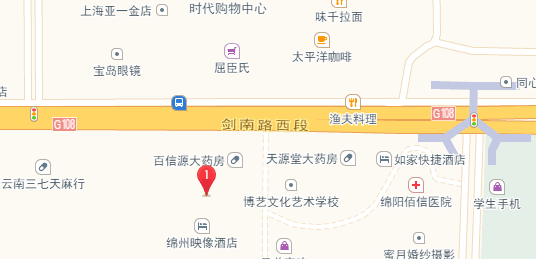 上海亚一金店
时代购物中心
味千拉面
太平洋咖啡
宝岛眼镜
屈臣氏
店
同心
G108
剑南路西段
渔夫料理
G108
百信源大药房
天源堂大药房
如家快捷酒店
1
云南三七天麻行
博艺文化艺术学校
绵阳佰信医院
学生手机
绵州映像酒店
蜜月婚纱摄影